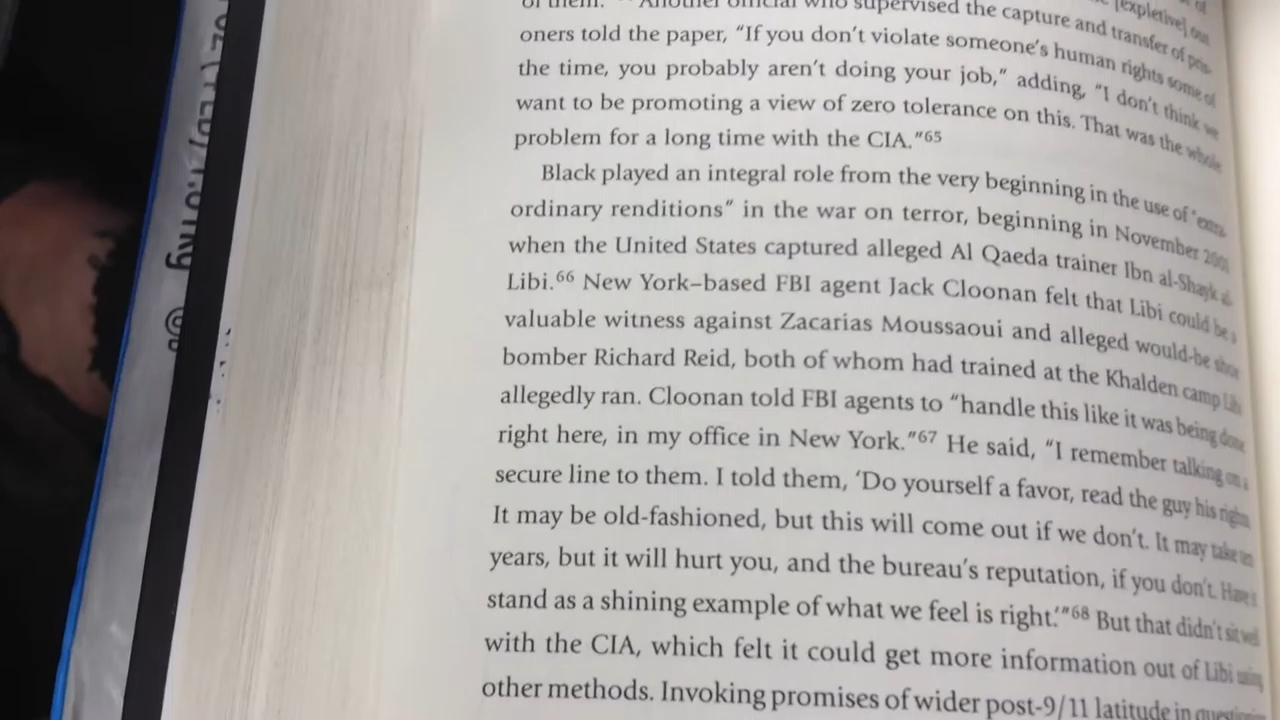 of them." Another official who supervised the capture and transfer of pris-
[expletive] out
oners told the paper, "If you don't violate someone's human rights some of
the time, you probably aren't doing your job," adding, "I don't think we
want to be promoting a view of zero tolerance on this. That was the whole
problem for a long time with the CIA."65
Black played an integral role from the very beginning in the use of "extra-
ordinary renditions" in the war on terror, beginning in November 2001
when the United States captured alleged Al Qaeda trainer Ibn al-Shayk al-
Libi.66 New York–based FBI agent Jack Cloonan felt that Libi could be a
valuable witness against Zacarias Moussaoui and alleged would-be shoe
bomber Richard Reid, both of whom had trained at the Khalden camp Libi
allegedly ran. Cloonan told FBI agents to "handle this like it was being done
right here, in my office in New York."67 He said, "I remember talking on a
secure line to them. I told them, 'Do yourself a favor, read the guy his rights.
It may be old-fashioned, but this will come out if we don't. It may take ten
years, but it will hurt you, and the bureau's reputation, if you don't. Have it
stand as a shining example of what we feel is right.'"68 But that didn't sit well
with the CIA, which felt it could get more information out of Libi using
other methods. Invoking promises of wider post-9/11 latitude in